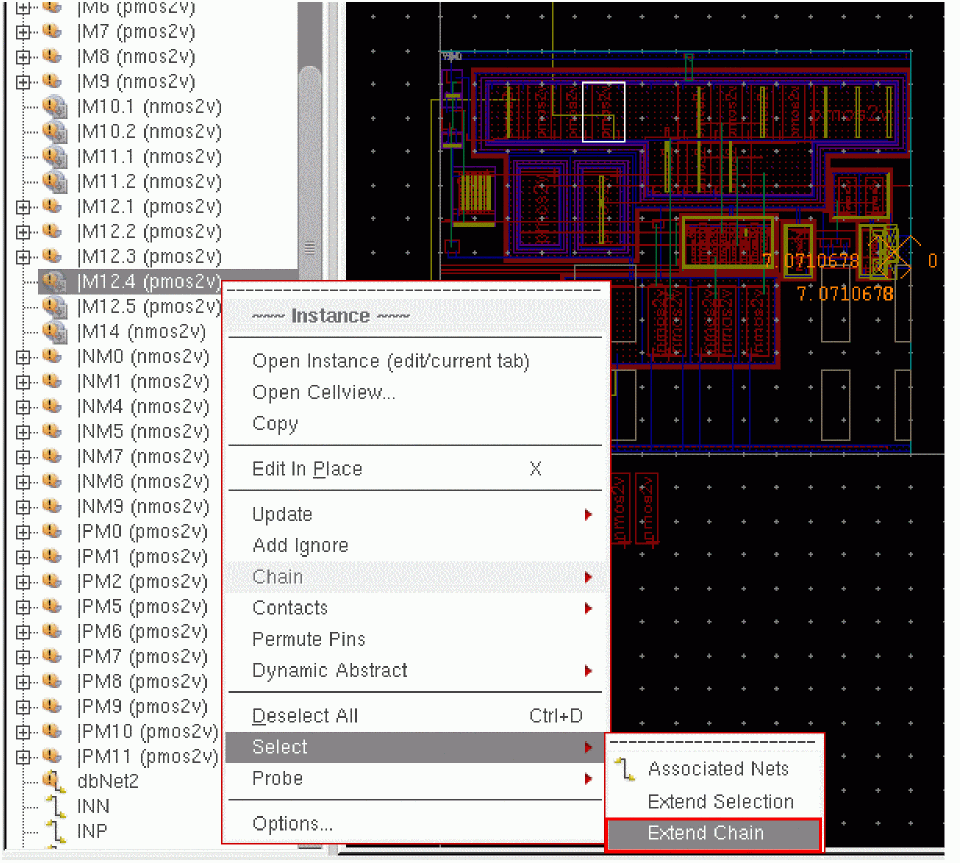 |M6 (pmos2v)
|M7 (pmos2v)
|M8 (pmos2v)
|M9 (pmos2v)
|M10.1 (nmos2v)
|M10.2 (nmos2v)
|M11.1 (nmos2v)
|M11.2 (nmos2v)
|M12.1 (pmos2v)
|M12.2 (pmos2v)
|M12.3 (pmos2v)
|M12.4 (pmos2v)
|M12.5 (pmos2v)
|M14 (nmos2v)
|NM0 (nmos2v)
|NM1 (nmos2v)
|NM4 (nmos2v)
|NM5 (nmos2v)
|NM7 (nmos2v)
|NM8 (nmos2v)
|NM9 (nmos2v)
|PM0 (pmos2v)
|PM1 (pmos2v)
|PM2 (pmos2v)
|PM5 (pmos2v)
|PM6 (pmos2v)
|PM7 (pmos2v)
|PM8 (pmos2v)
|PM9 (pmos2v)
|PM10 (pmos2v)
|PM11 (pmos2v)
dbNet2
INN
INP
~~~ Instance ~~~
Open Instance (edit/current tab)
Open Cellview...
Copy
Edit In Place X
Update
Add Ignore
Chain
Contacts
Permute Pins
Dynamic Abstract
Deselect All Ctrl+D
Select
Probe
Options...
Associated Nets
Extend Selection
Extend Chain
7.0710678 0
7.0710678